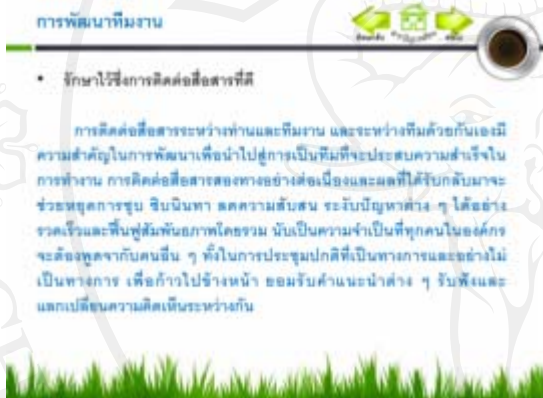 การพัฒนาทีมงาน
• รักษาไว้ซึ่งการติดต่อสื่อสารที่ดี
การติดต่อสื่อสารระหว่างท่านและทีมงาน และระหว่างทีมด้วยกันเองมี
ความสำคัญในการพัฒนาเพื่อนำไปสู่การเป็นทีมที่จะประสบความสำเร็จใน
การทำงาน การติดต่อสื่อสารสองทางอย่างต่อเนื่องและผลที่ได้รับกลับมาจะ
ช่วยหยุดการซุบ ซิบนินทา ลดความสับสน ระงับปัญหาต่าง ๆ ได้อย่าง
รวดเร็วและฟื้นฟูสัมพันธภาพโดยรวม นับเป็นความจำเป็นที่ทุกคนในองค์กร
จะต้องพูดจากับคนอื่น ๆ ทั้งในการประชุมปกติที่เป็นทางการและอย่างไม่
เป็นทางการ เพื่อก้าวไปข้างหน้า ยอมรับคำแนะนำต่าง ๆ รับฟังและ
แลกเปลี่ยนความคิดเห็นระหว่างกัน